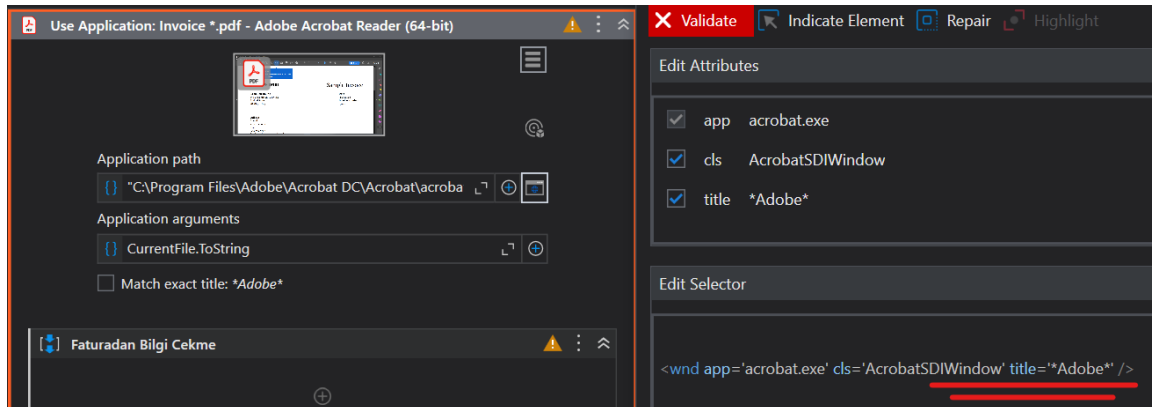 Use Application: Invoice *.pdf - Adobe Acrobat Reader (64-bit)
PDF
Application path
"C:\Program Files\Adobe\Acrobat DC\Acrobat\acroba
Application arguments
CurrentFile.ToString
Match exact title: *Adobe*
Faturadan Bilgi Cekme
Validate
Indicate Element
Repair
Highlight
Edit Attributes
app acrobat.exe
cls AcrobatSDIWindow
title *Adobe*
Edit Selector
<wnd app='acrobat.exe' cls='AcrobatSDIWindow' title='*Adobe*' />